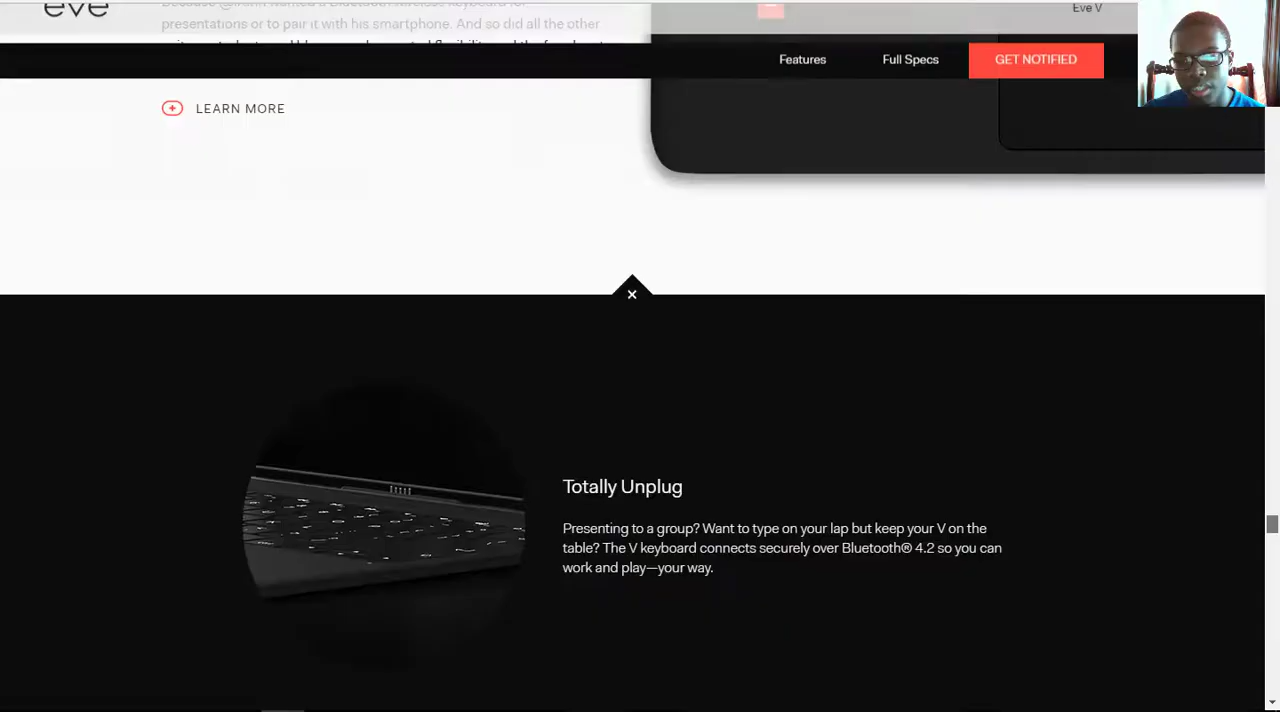 eve
Eve V
presentations or to pair it with his smartphone. And so did all the other
Features
Full Specs
GET NOTIFIED
LEARN MORE
Totally Unplug
Presenting to a group? Want to type on your lap but keep your V on the
table? The V keyboard connects securely over Bluetooth® 4.2 so you can
work and play—your way.